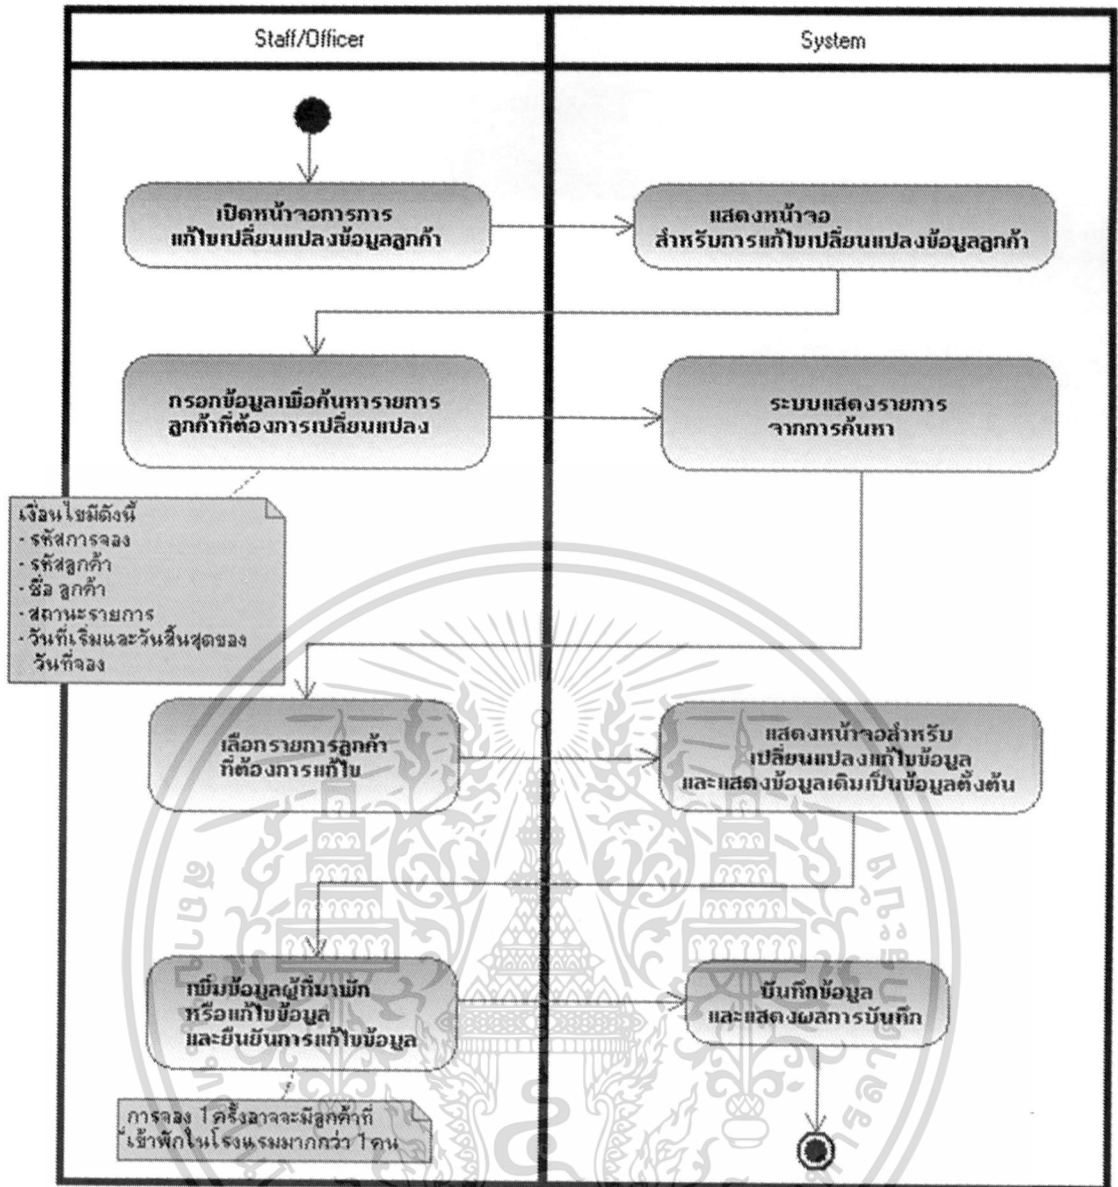 Staff/Officer
System
เปิดหน้าจอการการ
แก้ไขเปลี่ยนแปลงข้อมูลลูกค้า
แสดงหน้าจอ
สำหรับการแก้ไขเปลี่ยนแปลงข้อมูลลูกค้า
กรอกข้อมูลเพื่อค้นหารายการ
ลูกค้าที่ต้องการเปลี่ยนแปลง
ระบบแสดงรายการ
จากการค้นหา
เงื่อนไขมีดังนี้
- รหัสการจอง
- รหัสลูกค้า
- ชื่อ ลูกค้า
- สถานะรายการ
- วันที่เริ่มและวันสิ้นสุดของ
วันที่จอง
เลือกรายการลูกค้า
ที่ต้องการแก้ไข
แสดงหน้าจอสำหรับ
เปลี่ยนแปลงแก้ไขข้อมูล
และแสดงข้อมูลเดิมเป็นข้อมูลตั้งต้น
เพิ่มข้อมูลผู้ที่มาพัก
หรือแก้ไขข้อมูล
และยืนยันการแก้ไขข้อมูล
บันทึกข้อมูล
และแสดงผลการบันทึก
การจอง 1 ครั้งอาจจะมีลูกค้าที่
เข้าพักในโรงแรมมากกว่า 1 คน